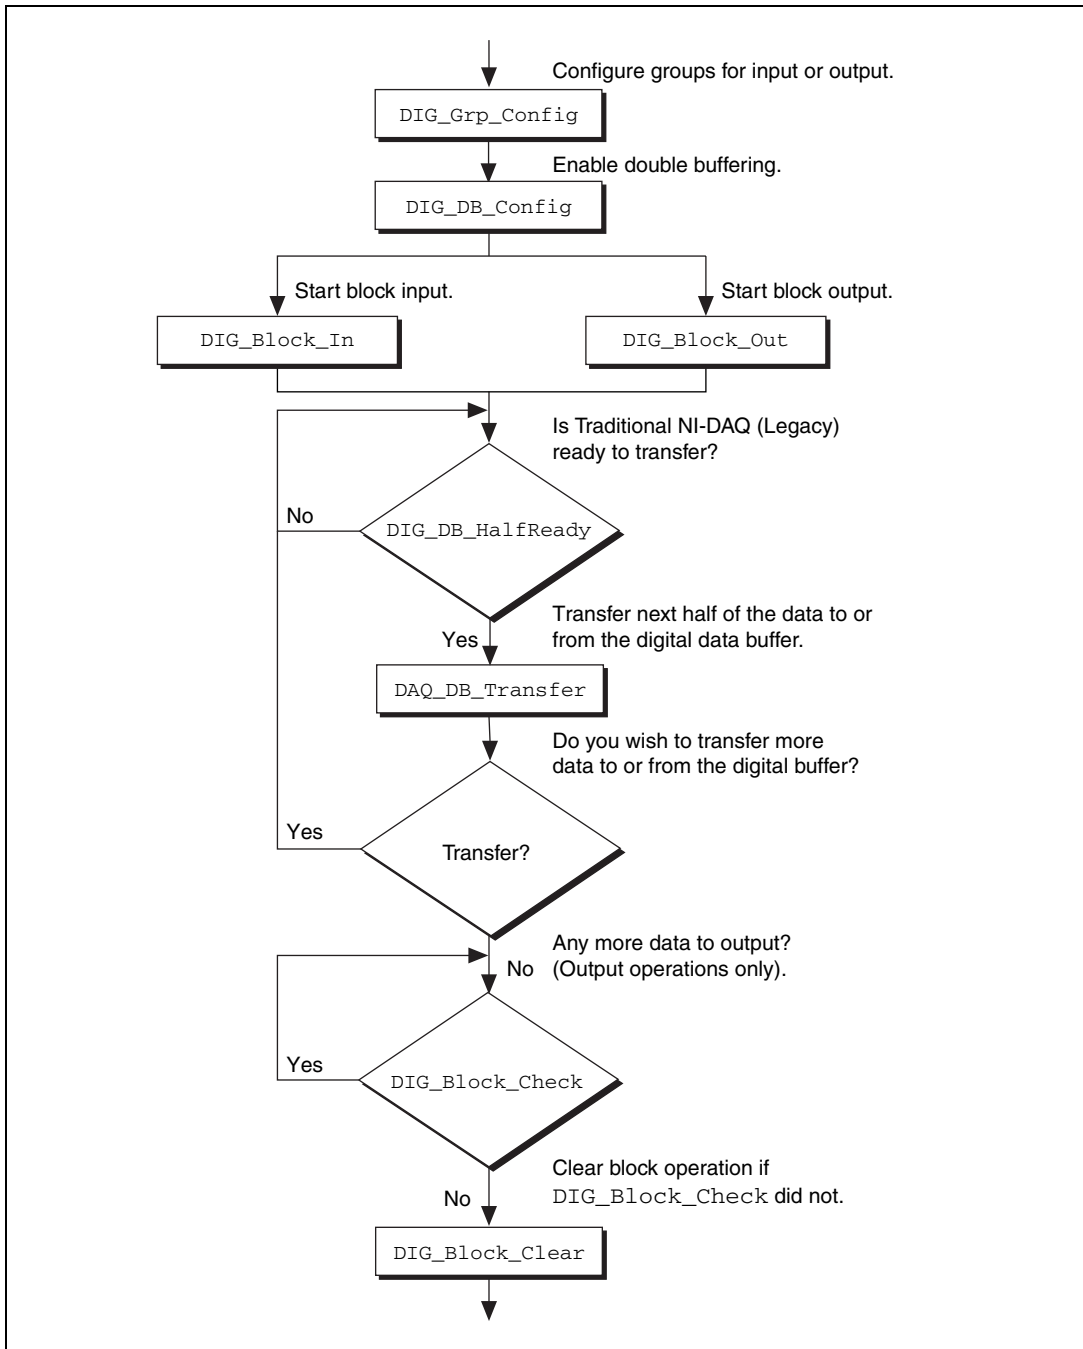 Configure groups for input or output.
DIG_Grp_Config
Enable double buffering.
DIG_DB_Config
Start block input.
Start block output.
DIG_Block_In
DIG_Block_Out
Is Traditional NI-DAQ (Legacy)
ready to transfer?
No
DIG_DB_HalfReady
Transfer next half of the data to or
from the digital data buffer.
Yes
DAQ_DB_Transfer
Do you wish to transfer more
data to or from the digital buffer?
Yes
Transfer?
Any more data to output?
(Output operations only).
No
Yes
DIG_Block_Check
Clear block operation if
DIG_Block_Check did not.
No
DIG_Block_Clear